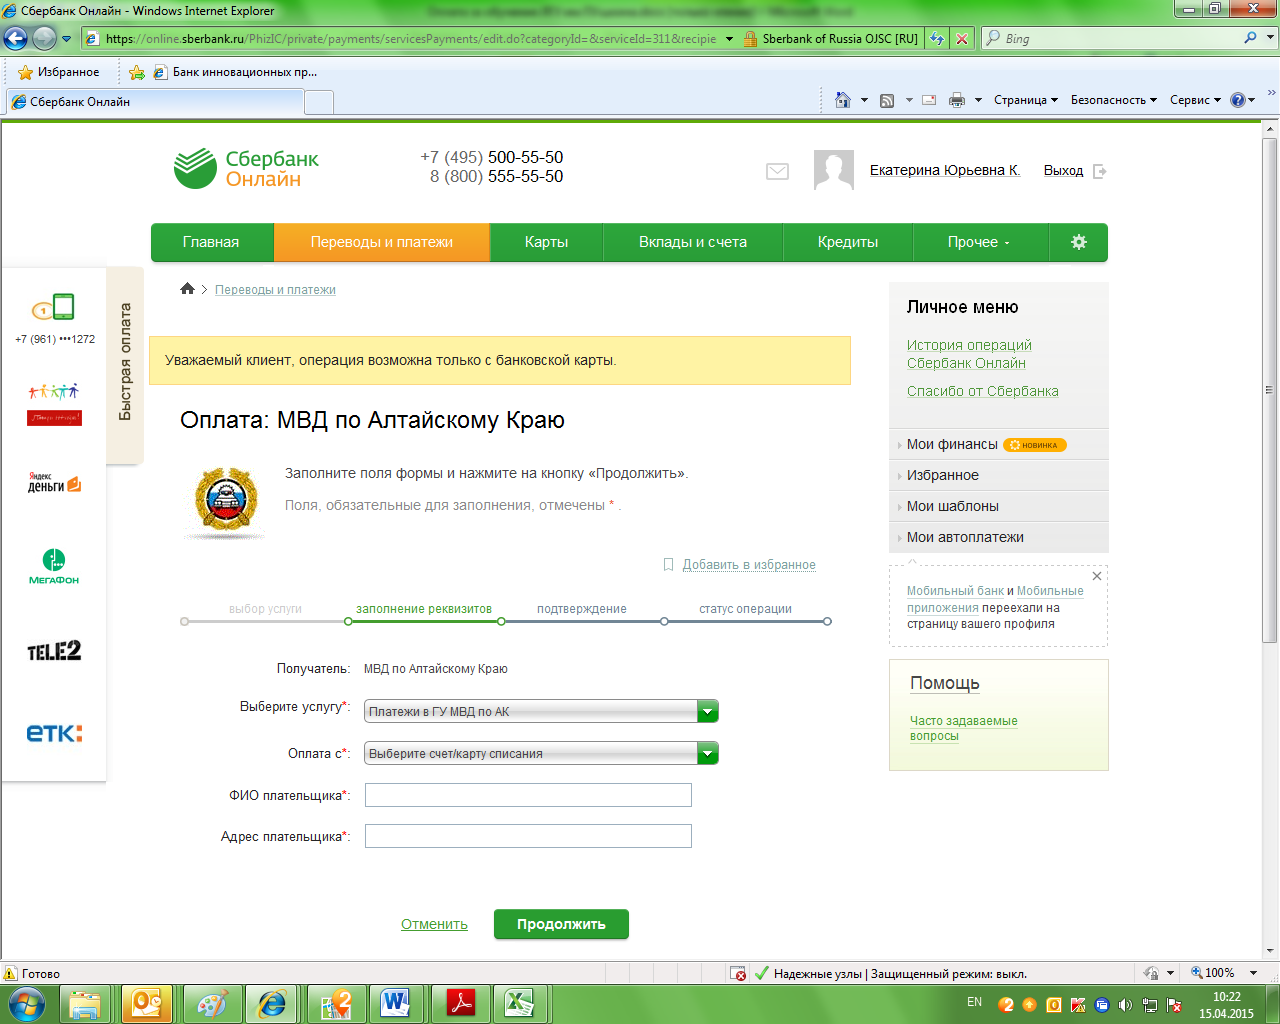 Сбербанк Онлайн - Windows Internet Explorer
https://online.sberbank.ru/PhizIC/private/payments/servicesPayments/edit.do?categoryId=&serviceId=311&recipie
Sberbank of Russia OJSC [RU]
Bing
Избранное
Банк инновационных пр...
Сбербанк Онлайн
Страница
Безопасность
Сервис
Сбербанк
Онлайн
+7 (495) 500-55-50
8 (800) 555-55-50
Екатерина Юрьевна К.
Выход
Главная
Переводы и платежи
Карты
Вклады и счета
Кредиты
Прочее
Быстрая оплата
+7 (961) •••1272
Яндекс
деньги
МЕГАФОН
TELE2
ЕТК:
Переводы и платежи
Уважаемый клиент, операция возможна только с банковской карты.
Оплата: МВД по Алтайскому Краю
Заполните поля формы и нажмите на кнопку «Продолжить».
Поля, обязательные для заполнения, отмечены * .
Добавить в избранное
выбор услуги
заполнение реквизитов
подтверждение
статус операции
Получатель: МВД по Алтайскому Краю
Выберите услугу*: Платежи в ГУ МВД по АК
Оплата с*: Выберите счет/карту списания
ФИО плательщика*:
Адрес плательщика*:
Отменить
Продолжить
Личное меню
История операций
Сбербанк Онлайн
Спасибо от Сбербанка
Мои финансы НОВИНКА
Избранное
Мои шаблоны
Мои автоплатежи
Мобильный банк и Мобильные
приложения переехали на
страницу вашего профиля
Помощь
Часто задаваемые
вопросы
Готово
Надежные узлы | Защищенный режим: выкл.
100%
EN
10:22
15.04.2015